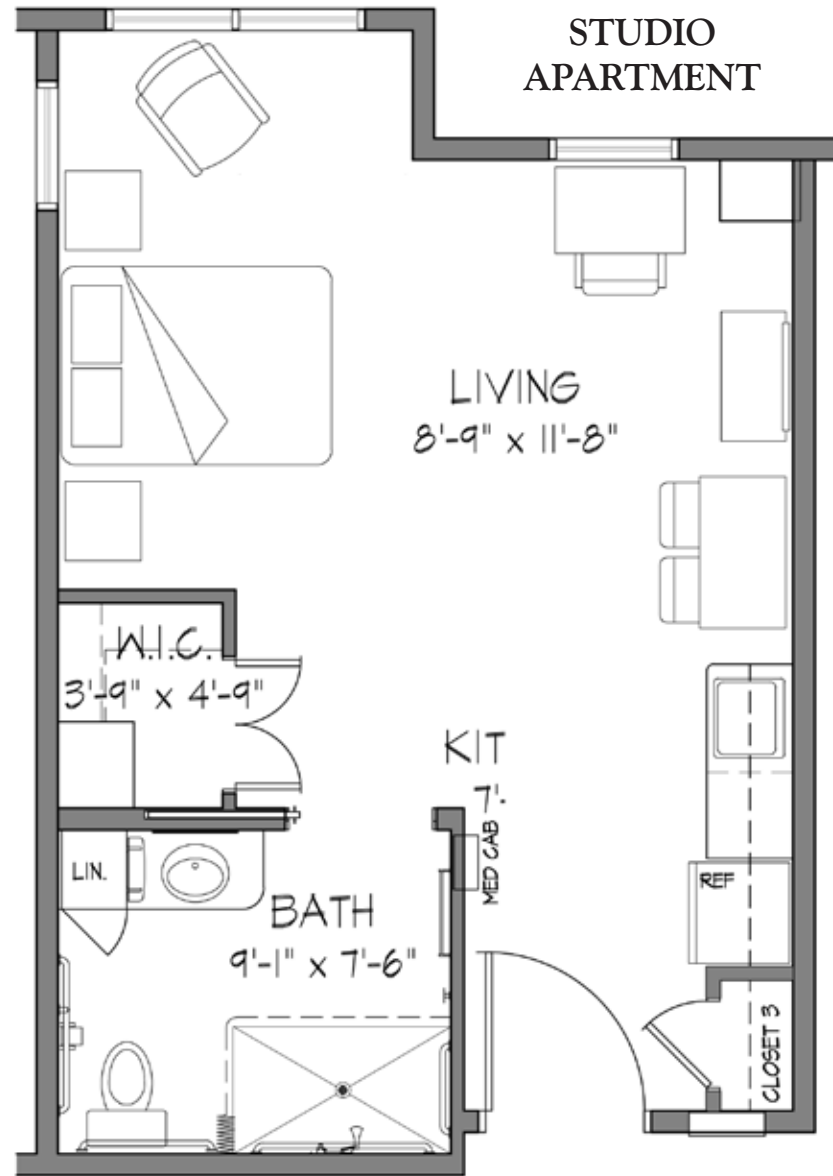 STUDIO
APARTMENT
LIVING
8'-9" x 11'-8"
W.I.C.
3'-9" x 4'-9"
KIT
7'-
MED CAB
LIN.
REF
BATH
9'-1" x 7'-6"
CLOSET 3